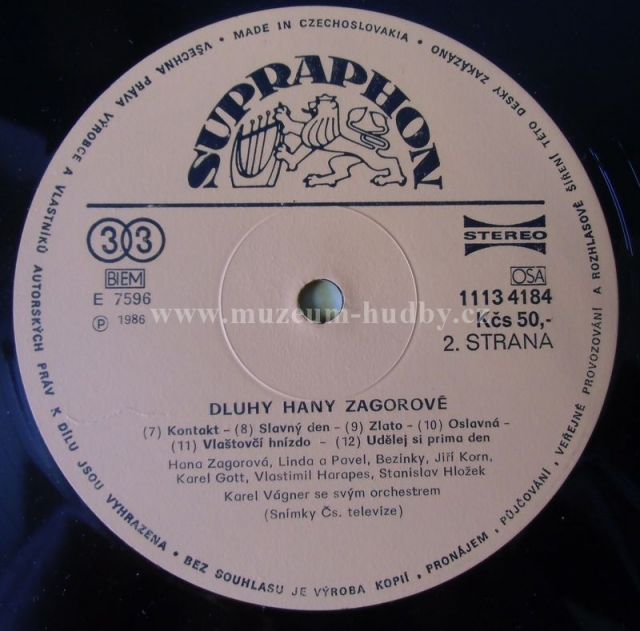 VŠECHNA PRÁVA VÝROBCE A VLASTNÍKŮ AUTORSKÝCH PRÁV K DÍLU JSOU VYHRAZENA • BEZ SOUHLASU JE VÝROBA KOPIÍ, PRONÁJEM, PŮJČOVÁNÍ, VEŘEJNÉ PROVOZOVÁNÍ A ROZHLASOVÉ ŠÍŘENÍ TÉTO DESKY ZAKÁZÁNO • MADE IN CZECHOSLOVAKIA •
SUPRAPHON
33
STEREO
BIEM
OSA
E 7596
1113 4184
www.muzeum-hudby.cz
Ⓟ 1986
Kčs 50,-
2. STRANA
DLUHY HANY ZAGOROVÉ
(7) Kontakt - (8) Slavný den - (9) Zlato - (10) Oslavná -
(11) Vlaštovčí hnízdo - (12) Udělej si prima den
Hana Zagorová, Linda a Pavel, Bezinky, Jiří Korn,
Karel Gott, Vlastimil Harapes, Stanislav Hložek
Karel Vágner se svým orchestrem
(Snímky Čs. televize)